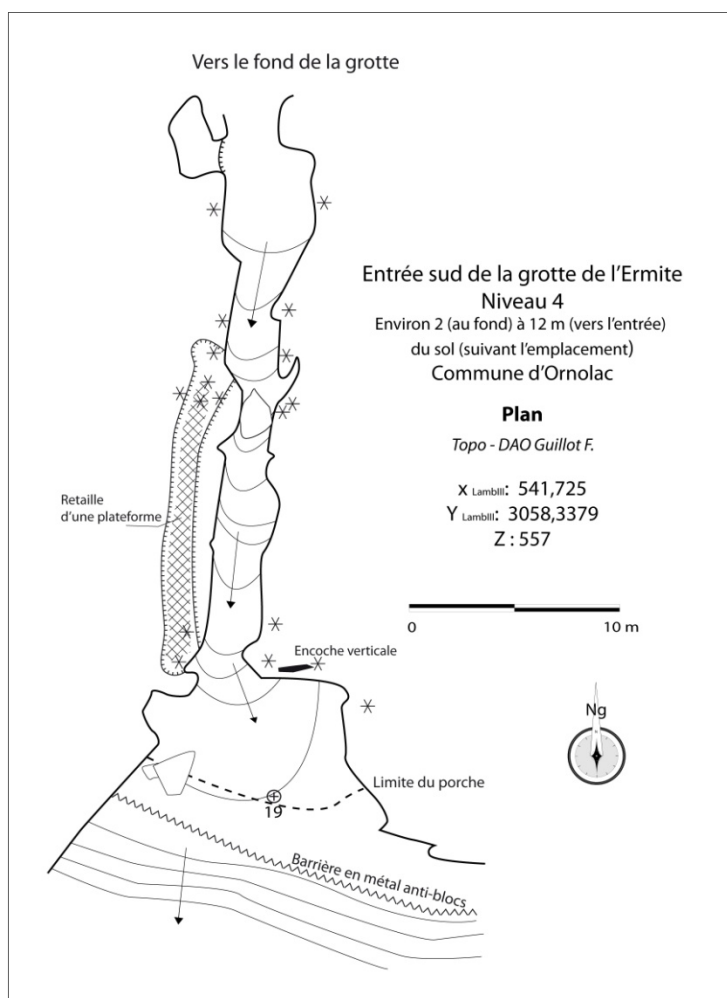 Vers le fond de la grotte
Entrée sud de la grotte de l'Ermite
Niveau 4
Environ 2 (au fond) à 12 m (vers l'entrée)
du sol (suivant l'emplacement)
Commune d'Ornolac
Plan
Topo - DAO Guillot F.
X LambIII: 541,725
Y LambIII: 3058,3379
Z : 557
0 10 m
Retaille
d'une plateforme
Encoche verticale
Ng
Limite du porche
19
Barrière en métal anti-blocs